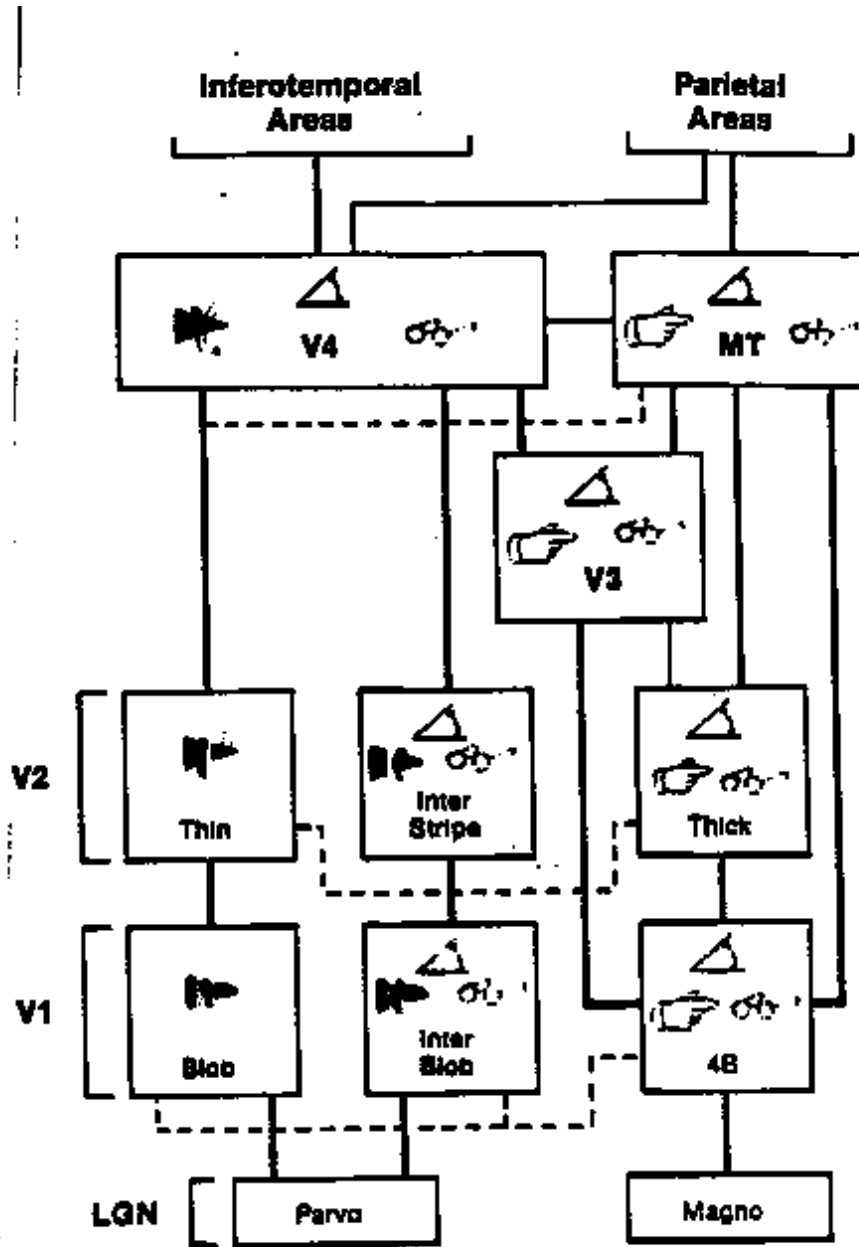 Inferotemporal
Areas
Parietal
Areas
V4
MT
V3
V2
Thin
Inter
Stripe
Thick
V1
Blob
Inter
Blob
4B
LGN
Parvo
Magno